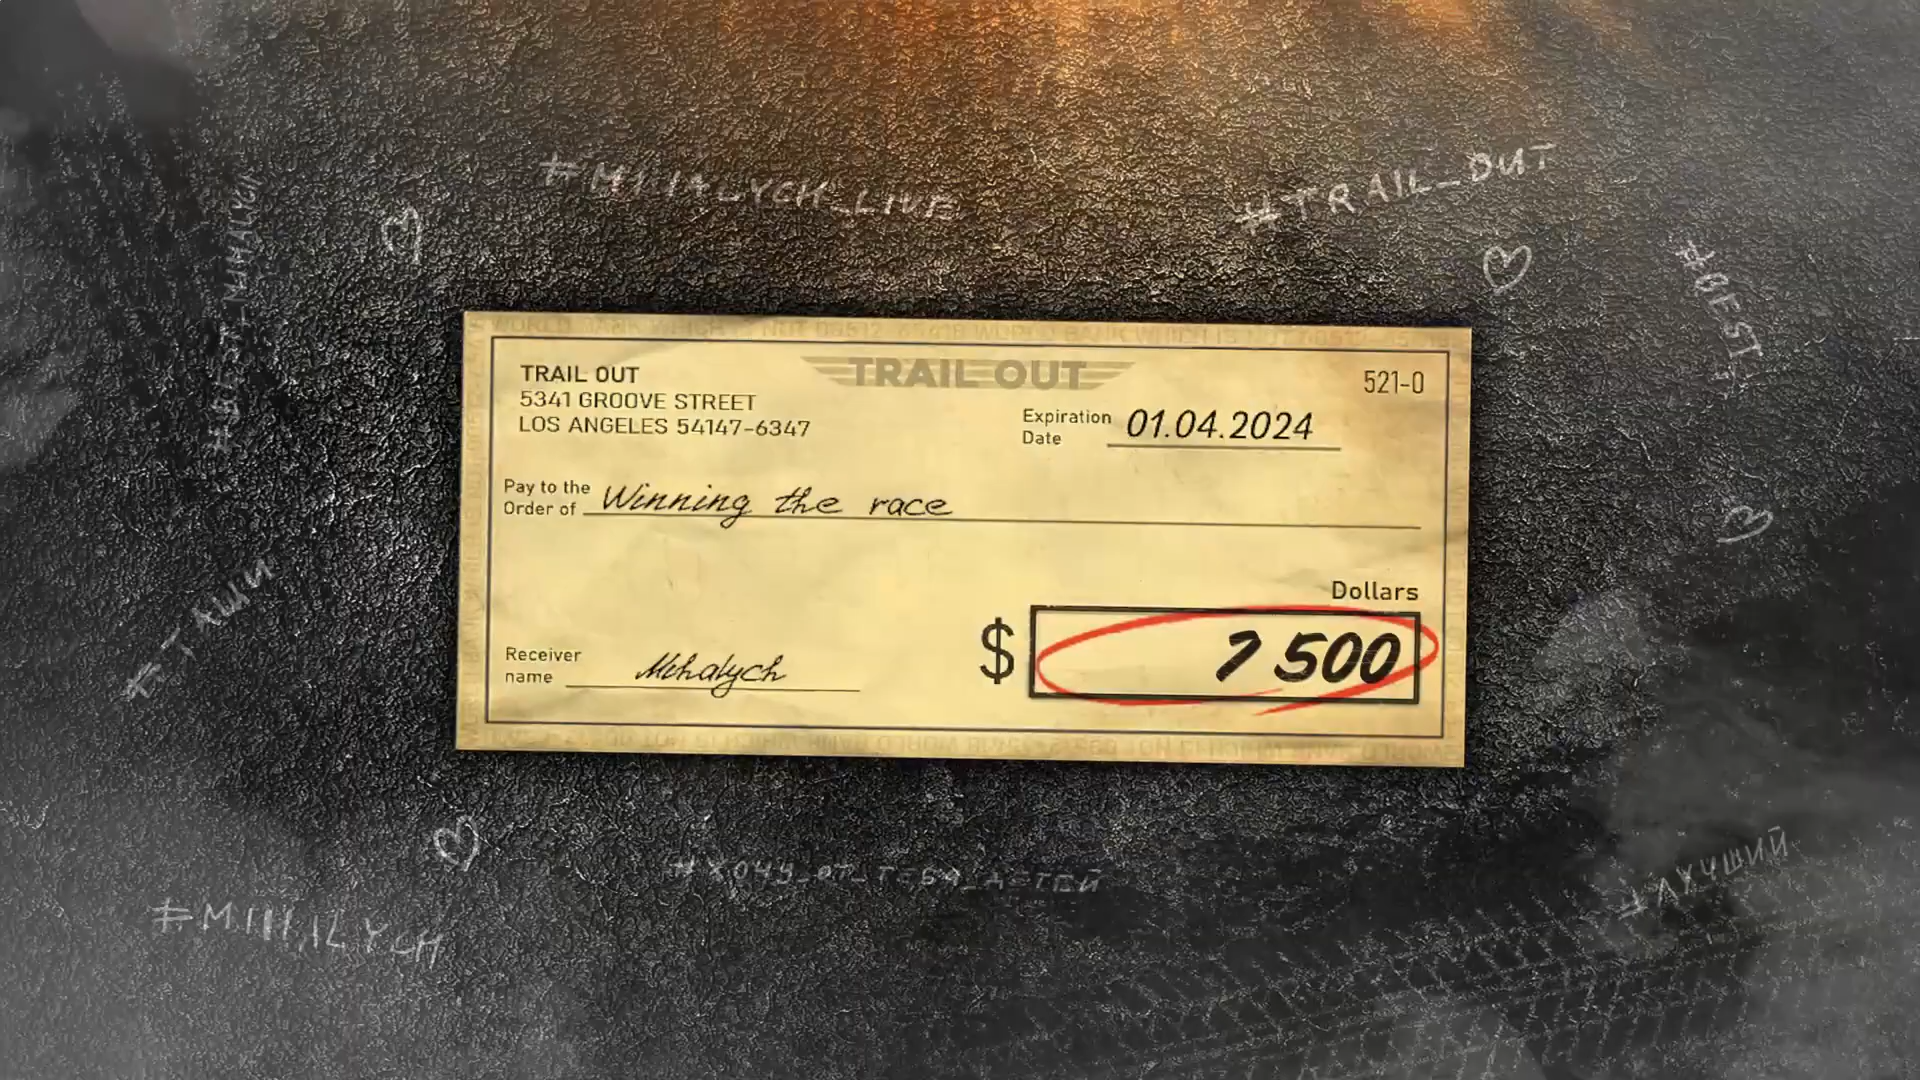 #MIHALYCH_LIVE
#TRAIL_OUT
#BEST
#BEST_MIHALYCH
TRAIL OUT
TRAIL OUT
521-0
5341 GROOVE STREET
LOS ANGELES 54147-6347
Expiration Date 01.04.2024
Pay to the Order of Winning the race
Dollars
$ 7 500
Receiver name Mihalych
#ТАЩИ
#ХОЧУ_ОТ_ТЕБЯ_ДЕТЕЙ
#ЛУЧШИЙ
#MIHALYCH